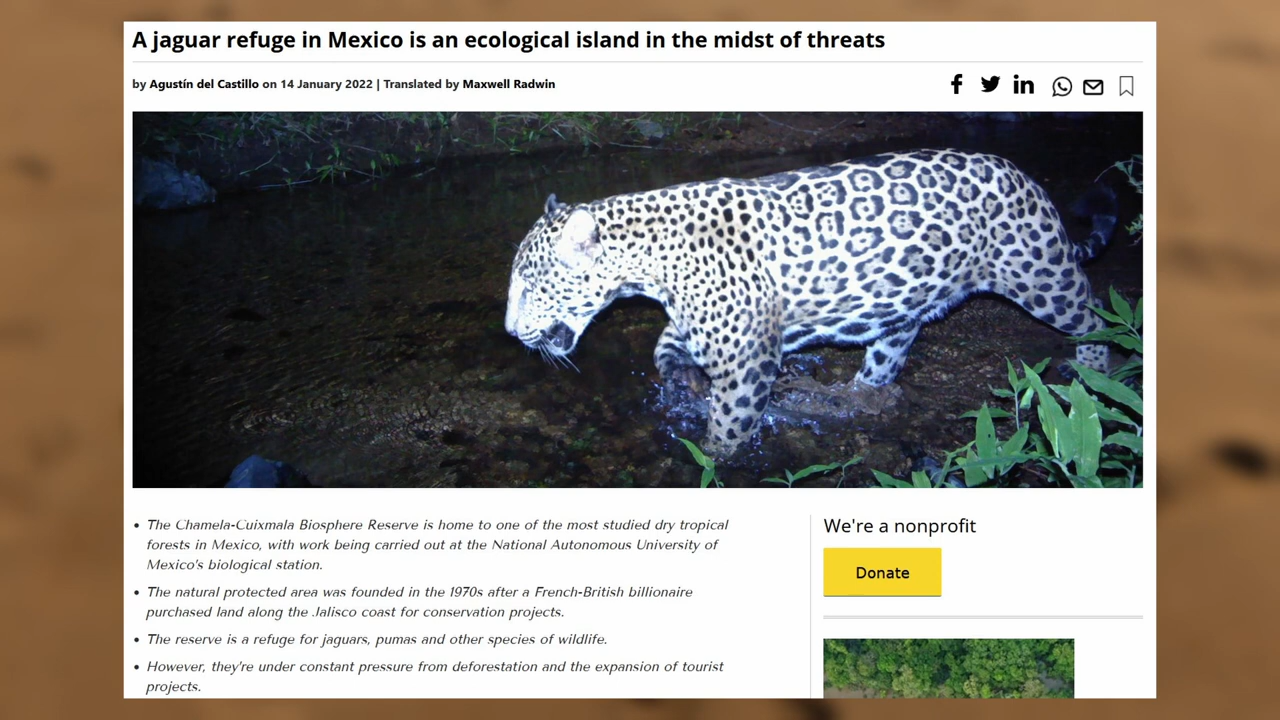 A jaguar refuge in Mexico is an ecological island in the midst of threats
by Agustín del Castillo on 14 January 2022 | Translated by Maxwell Radwin
• The Chamela-Cuixmala Biosphere Reserve is home to one of the most studied dry tropical
forests in Mexico, with work being carried out at the National Autonomous University of
Mexico's biological station.
• The natural protected area was founded in the 1970s after a French-British billionaire
purchased land along the Jalisco coast for conservation projects.
• The reserve is a refuge for jaguars, pumas and other species of wildlife.
• However, they're under constant pressure from deforestation and the expansion of tourist
projects.
We're a nonprofit
Donate